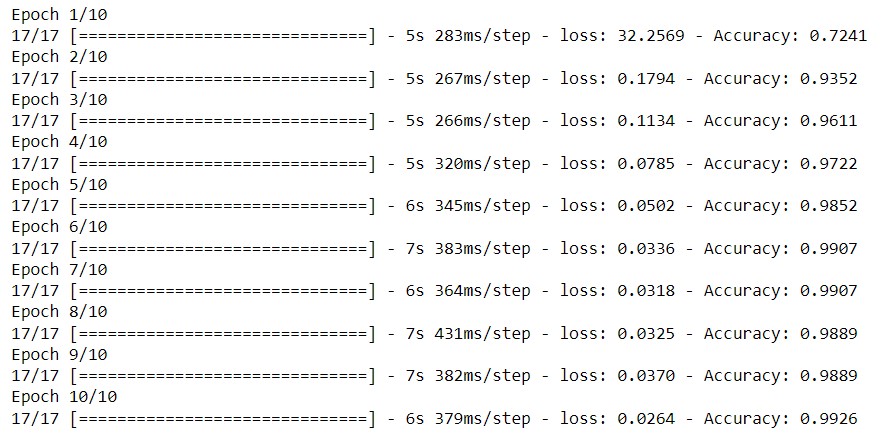 Epoch 1/10
17/17 [==============================] - 5s 283ms/step - loss: 32.2569 - Accuracy: 0.7241
Epoch 2/10
17/17 [==============================] - 5s 267ms/step - loss: 0.1794 - Accuracy: 0.9352
Epoch 3/10
17/17 [==============================] - 5s 266ms/step - loss: 0.1134 - Accuracy: 0.9611
Epoch 4/10
17/17 [==============================] - 5s 320ms/step - loss: 0.0785 - Accuracy: 0.9722
Epoch 5/10
17/17 [==============================] - 6s 345ms/step - loss: 0.0502 - Accuracy: 0.9852
Epoch 6/10
17/17 [==============================] - 7s 383ms/step - loss: 0.0336 - Accuracy: 0.9907
Epoch 7/10
17/17 [==============================] - 6s 364ms/step - loss: 0.0318 - Accuracy: 0.9907
Epoch 8/10
17/17 [==============================] - 7s 431ms/step - loss: 0.0325 - Accuracy: 0.9889
Epoch 9/10
17/17 [==============================] - 7s 382ms/step - loss: 0.0370 - Accuracy: 0.9889
Epoch 10/10
17/17 [==============================] - 6s 379ms/step - loss: 0.0264 - Accuracy: 0.9926